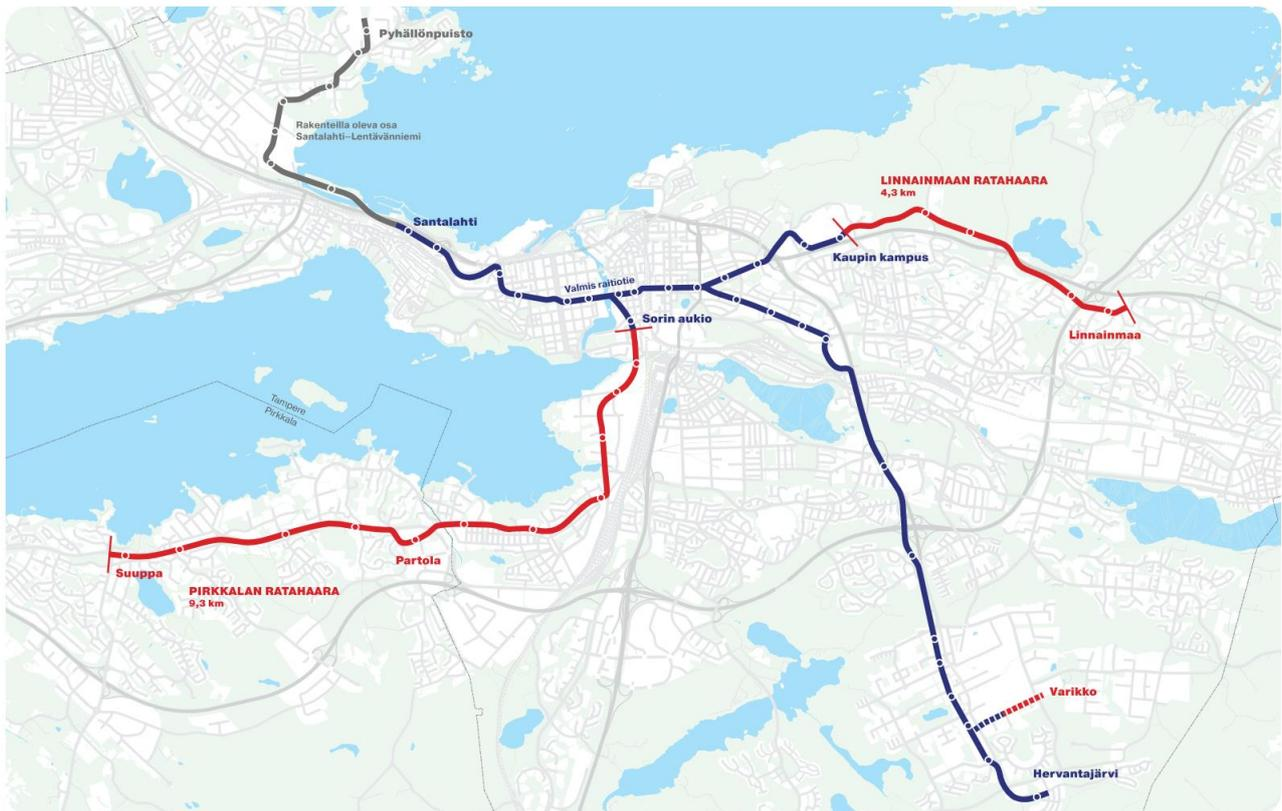 Pyhällönpuisto
Rakenteilla oleva osa
Santalahti–Lentävänniemi
LINNAINMAAN RATAHAARA
4,3 km
Santalahti
Kaupin kampus
Valmis raitiotie
Sorin aukio
Linnainmaa
Tampere
Pirkkala
Partola
Suuppa
PIRKKALAN RATAHAARA
9,3 km
Varikko
Hervantajärvi